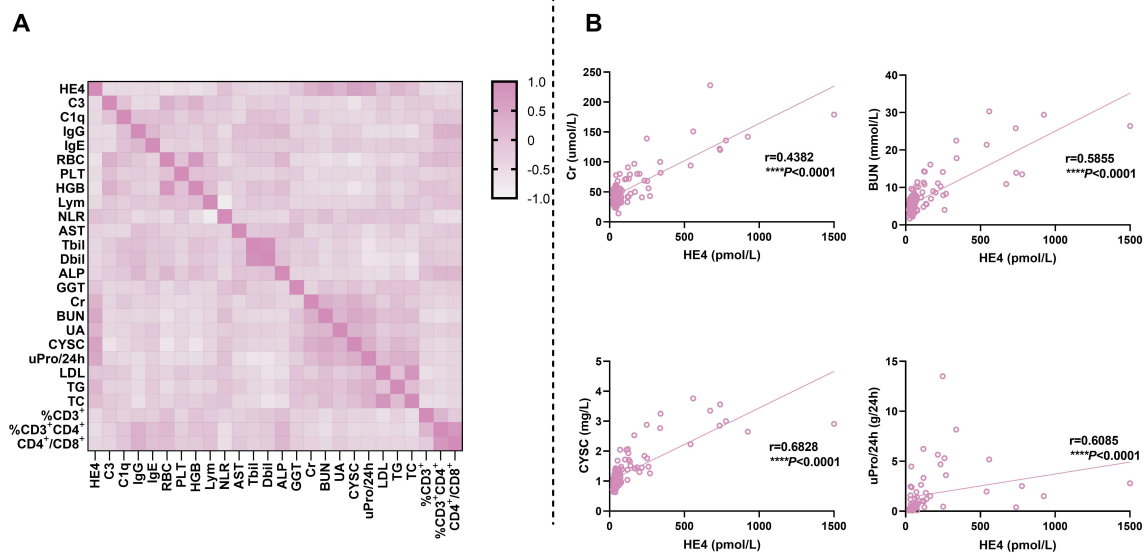 A
HE4
C3
C1q
IgG
IgE
RBC
PLT
HGB
Lym
NLR
AST
Tbil
Dbil
ALP
GGT
Cr
BUN
UA
CYSC
uPro/24h
LDL
TG
TC
%CD3⁺
%CD3⁺CD4⁺
CD4⁺/CD8⁺
HE4 C3 C1q IgG IgE RBC PLT HGB Lym NLR AST Tbil Dbil ALP GGT Cr BUN UA CYSC uPro/24h LDL TG TC %CD3⁺ %CD3⁺CD4⁺ CD4⁺/CD8⁺
1.0
0.5
0
-0.5
-1.0
B
Cr (umol/L)
250
200
150
100
50
0
r=0.4382
****P<0.0001
0 500 1000 1500
HE4 (pmol/L)
BUN (mmol/L)
40
30
20
10
0
r=0.5855
****P<0.0001
0 500 1000 1500
HE4 (pmol/L)
CYSC (mg/L)
5
4
3
2
1
0
r=0.6828
****P<0.0001
0 500 1000 1500
HE4 (pmol/L)
uPro/24h (g/24h)
15
10
5
0
r=0.6085
****P<0.0001
0 500 1000 1500
HE4 (pmol/L)